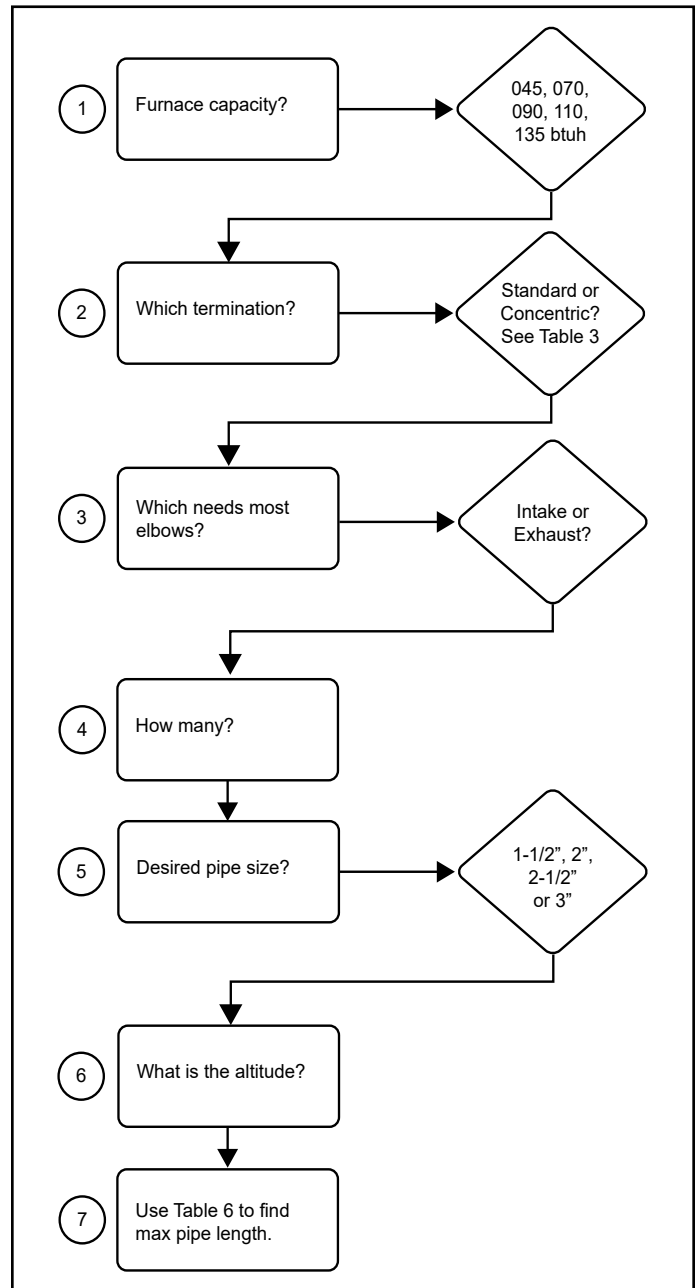 1
Furnace capacity?
045, 070,
090, 110,
135 btuh
2
Which termination?
Standard or
Concentric?
See Table 3
3
Which needs most
elbows?
Intake or
Exhaust?
4
How many?
5
Desired pipe size?
1-1/2”, 2”,
2-1/2”
or 3”
6
What is the altitude?
7
Use Table 6 to find
max pipe length.